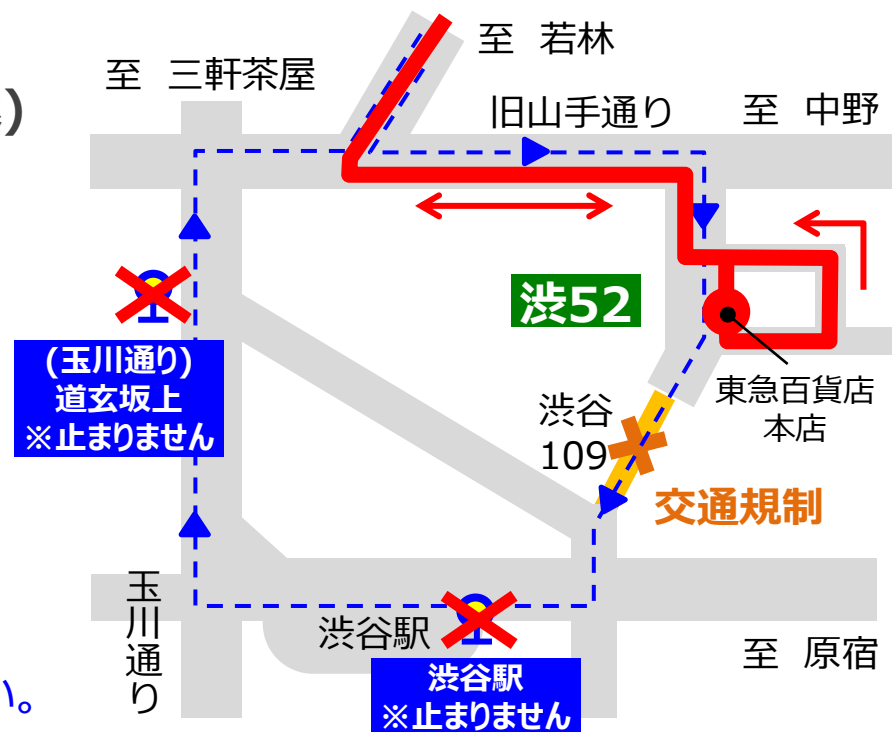 至 若林
至 三軒茶屋
)
旧山手通り
至 中野
渋52
(玉川通り)
道玄坂上
※止まりません
東急百貨店
本店
渋谷
109
交通規制
玉川通り
渋谷駅
至 原宿
渋谷駅
※止まりません
い。